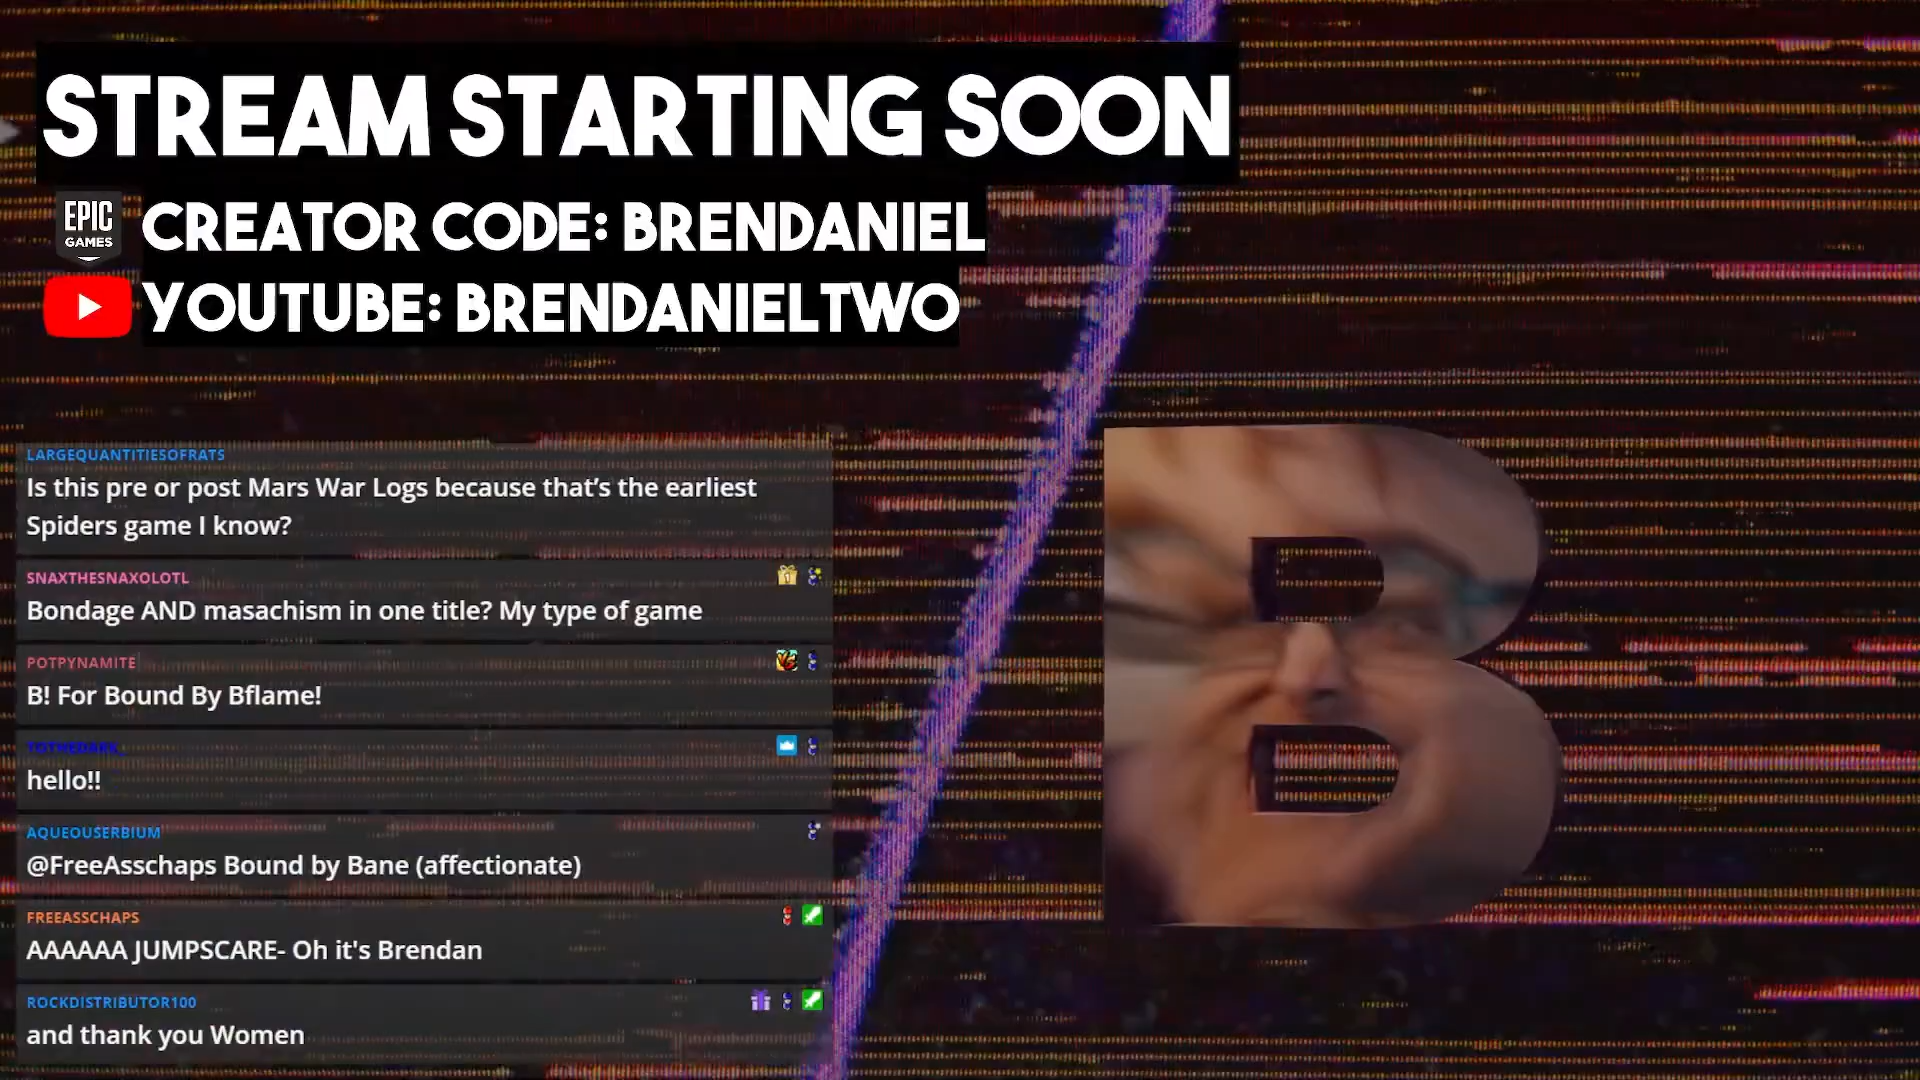 STREAM STARTING SOON
EPIC
GAMES
CREATOR CODE: BRENDANIEL
YOUTUBE: BRENDANIELTWO
LARGEQUANTITIESOFRATS
Is this pre or post Mars War Logs because that's the earliest
Spiders game I know?
SNAXTHESNAXOLOTL
Bondage AND masachism in one title? My type of game
POTPYNAMITE
B! For Bound By Bflame!
hello!!
AQUEOUSERBIUM
@FreeAsschaps Bound by Bane (affectionate)
FREEASSCHAPS
AAAAAA JUMPSCARE- Oh it's Brendan
ROCKDISTRIBUTOR100
and thank you Women
B